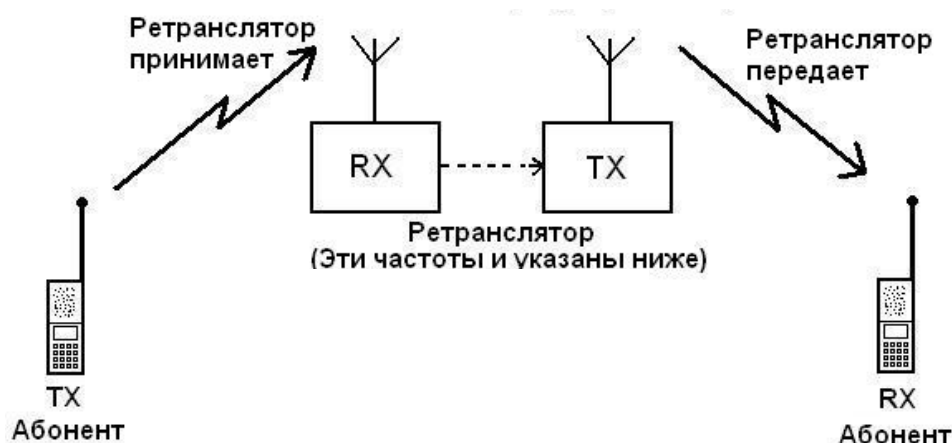 Ретранслятор
принимает
Ретранслятор
передает
RX
TX
Ретранслятор
(Эти частоты и указаны ниже)
TX
Абонент
RX
Абонент